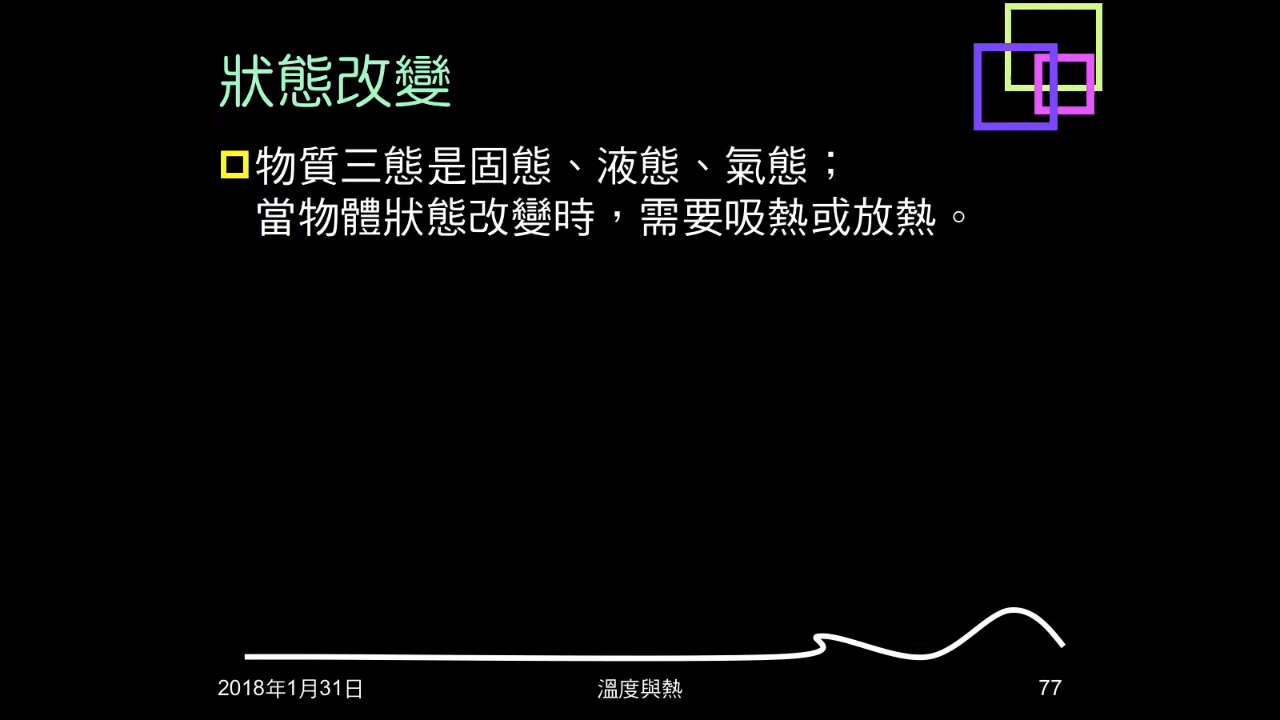 狀態改變
物質三態是固態、液態、氣態；
當物體狀態改變時，需要吸熱或放熱。
2018年1月31日
溫度與熱
77